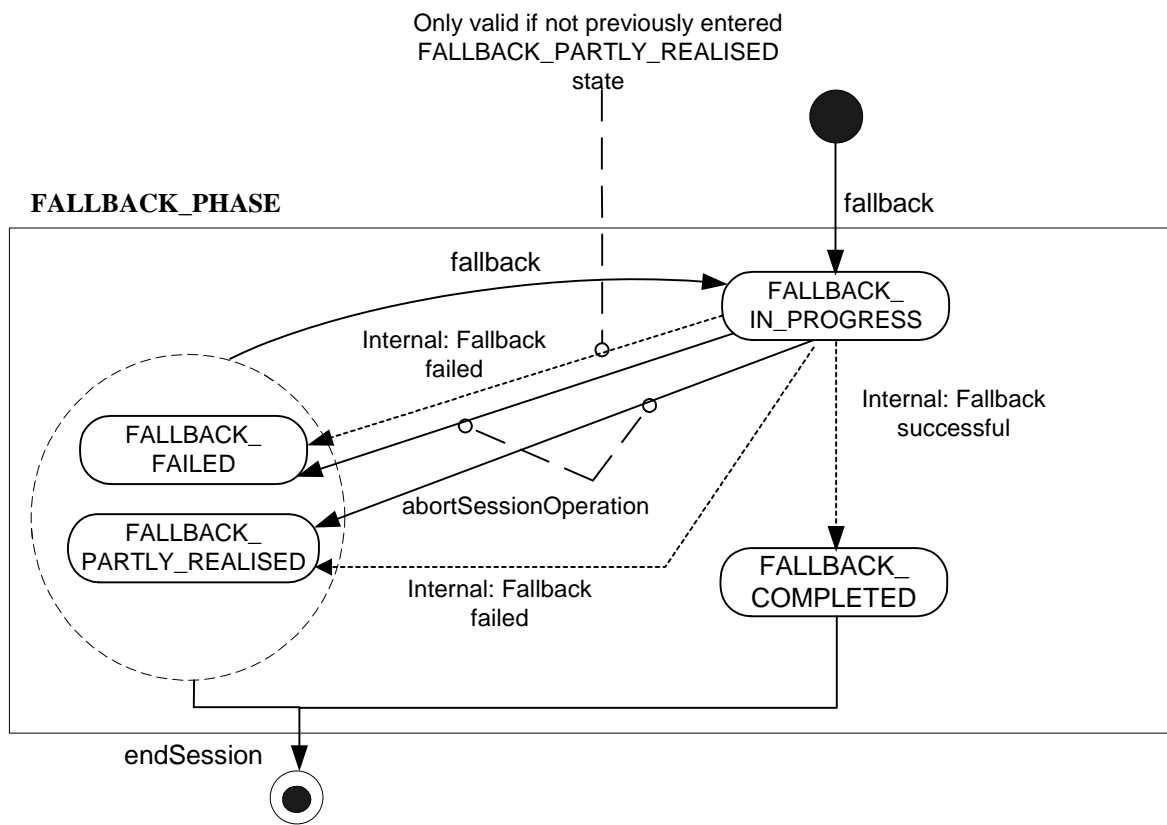 Only valid if not previously entered
FALLBACK_PARTLY_REALISED
state
FALLBACK_PHASE
fallback
fallback
FALLBACK_
IN_PROGRESS
Internal: Fallback
failed
Internal: Fallback
successful
FALLBACK_
FAILED
abortSessionOperation
FALLBACK_
PARTLY_REALISED
Internal: Fallback
failed
FALLBACK_
COMPLETED
endSession